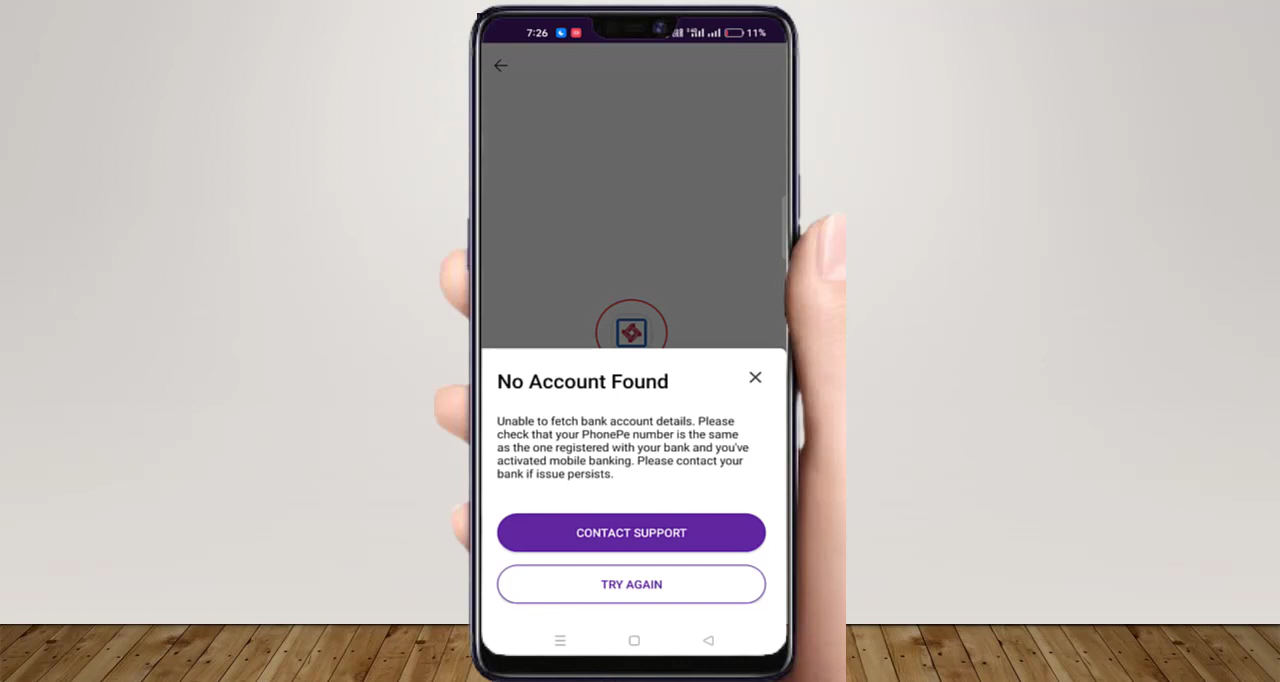 7:26
11%
No Account Found
Unable to fetch bank account details. Please
check that your PhonePe number is the same
as the one registered with your bank and you've
activated mobile banking. Please contact your
bank if issue persists.
CONTACT SUPPORT
TRY AGAIN